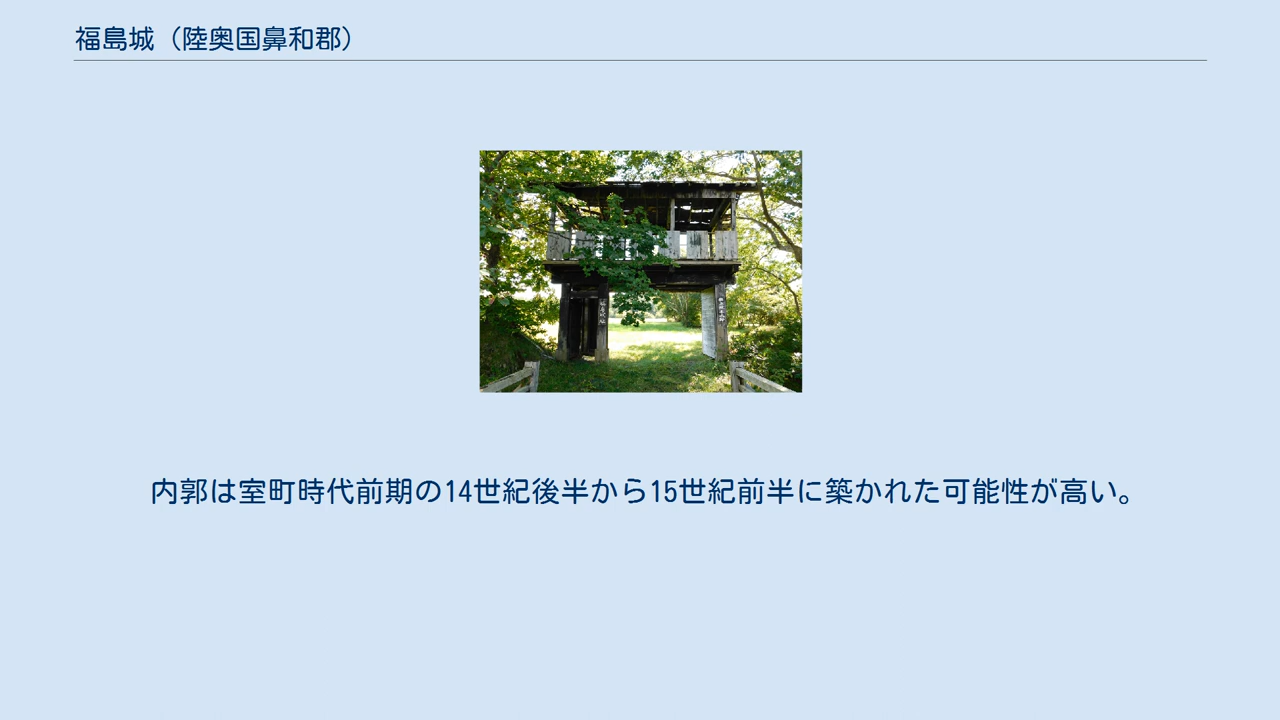 福島城（陸奥国鼻和郡）
内郭は室町時代前期の14世紀後半から15世紀前半に築かれた可能性が高い。